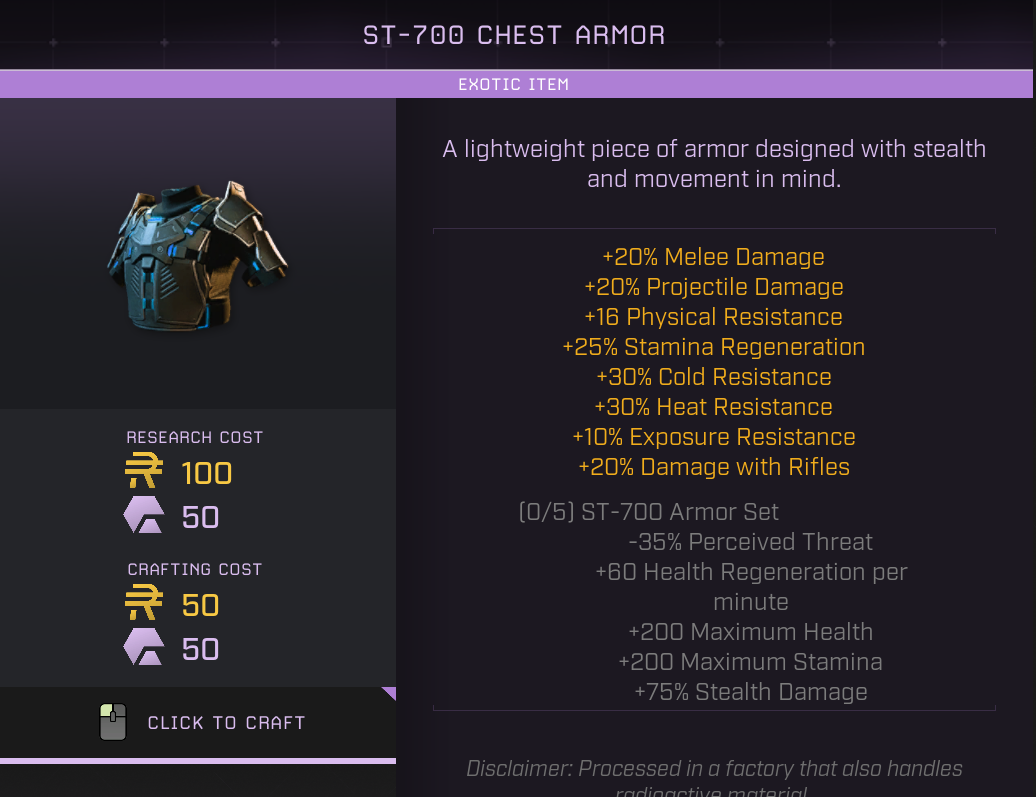 ST-700 CHEST ARMOR
EXOTIC ITEM
A lightweight piece of armor designed with stealth
and movement in mind.
+20% Melee Damage
+20% Projectile Damage
+16 Physical Resistance
+25% Stamina Regeneration
+30% Cold Resistance
+30% Heat Resistance
+10% Exposure Resistance
+20% Damage with Rifles
(0/5) ST-700 Armor Set
-35% Perceived Threat
+60 Health Regeneration per
minute
+200 Maximum Health
+200 Maximum Stamina
+75% Stealth Damage
Disclaimer: Processed in a factory that also handles
radioactive material
RESEARCH COST
100
50
CRAFTING COST
50
50
CLICK TO CRAFT